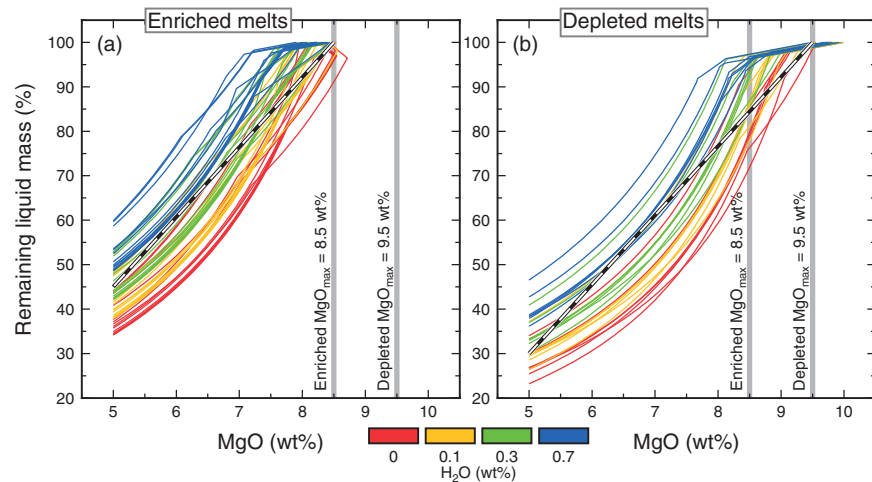 Enriched melts
Depleted melts
(a)
(b)
Remaining liquid mass (%)
100
90
80
70
60
50
40
30
20
100
90
80
70
60
50
40
30
20
Enriched MgOmax = 8.5 wt%
Depleted MgOmax = 9.5 wt%
Enriched MgOmax = 8.5 wt%
Depleted MgOmax = 9.5 wt%
5 6 7 8 9 10
5 6 7 8 9 10
MgO (wt%)
MgO (wt%)
0 0.1 0.3 0.7
H2O (wt%)